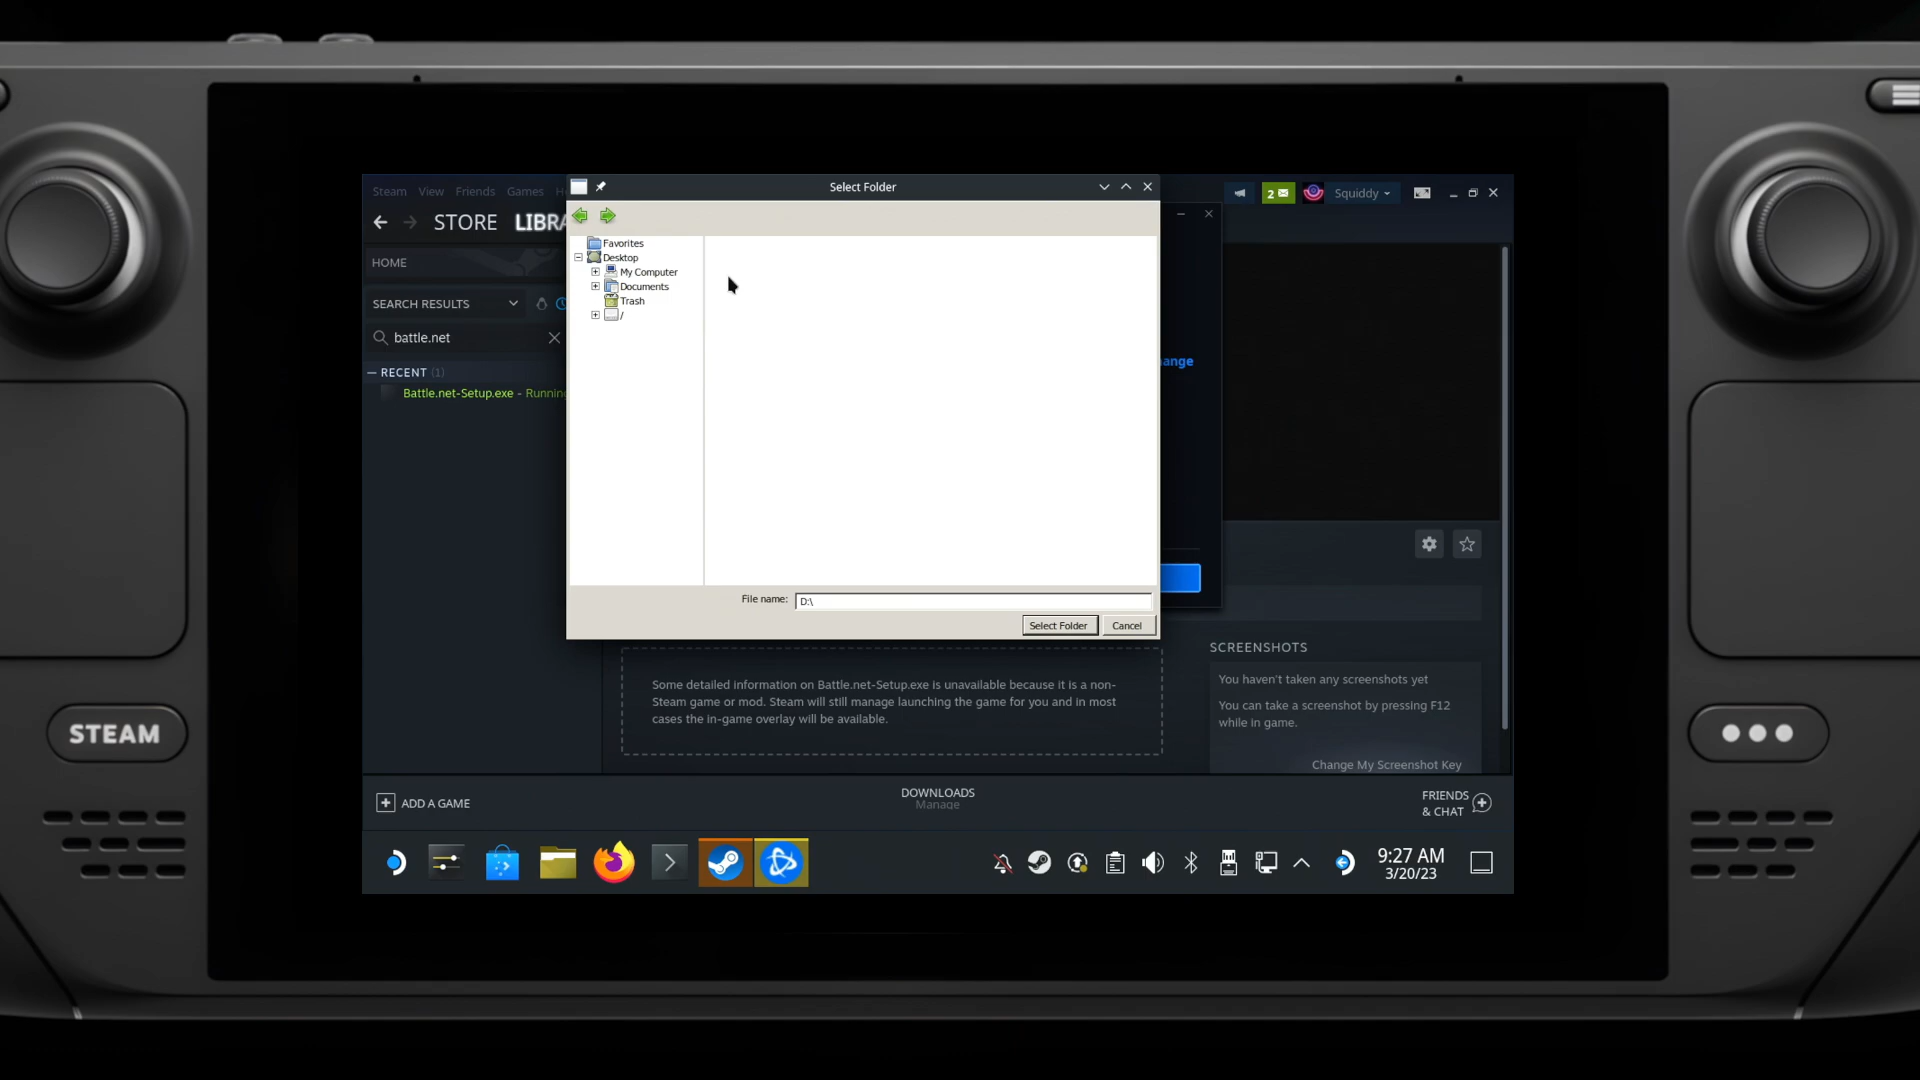 Steam View Friends Games H
Select Folder
2
Squiddy
STORE LIBRA
HOME
SEARCH RESULTS
battle.net
RECENT (1)
Battle.net-Setup.exe - Running
Favorites
Desktop
My Computer
Documents
Trash
/
ange
File name: D:\
Select Folder Cancel
Some detailed information on Battle.net-Setup.exe is unavailable because it is a non-
Steam game or mod. Steam will still manage launching the game for you and in most
cases the in-game overlay will be available.
SCREENSHOTS
You haven't taken any screenshots yet
You can take a screenshot by pressing F12
while in game.
Change My Screenshot Key
ADD A GAME
DOWNLOADS
Manage
FRIENDS
& CHAT
9:27 AM
3/20/23
STEAM